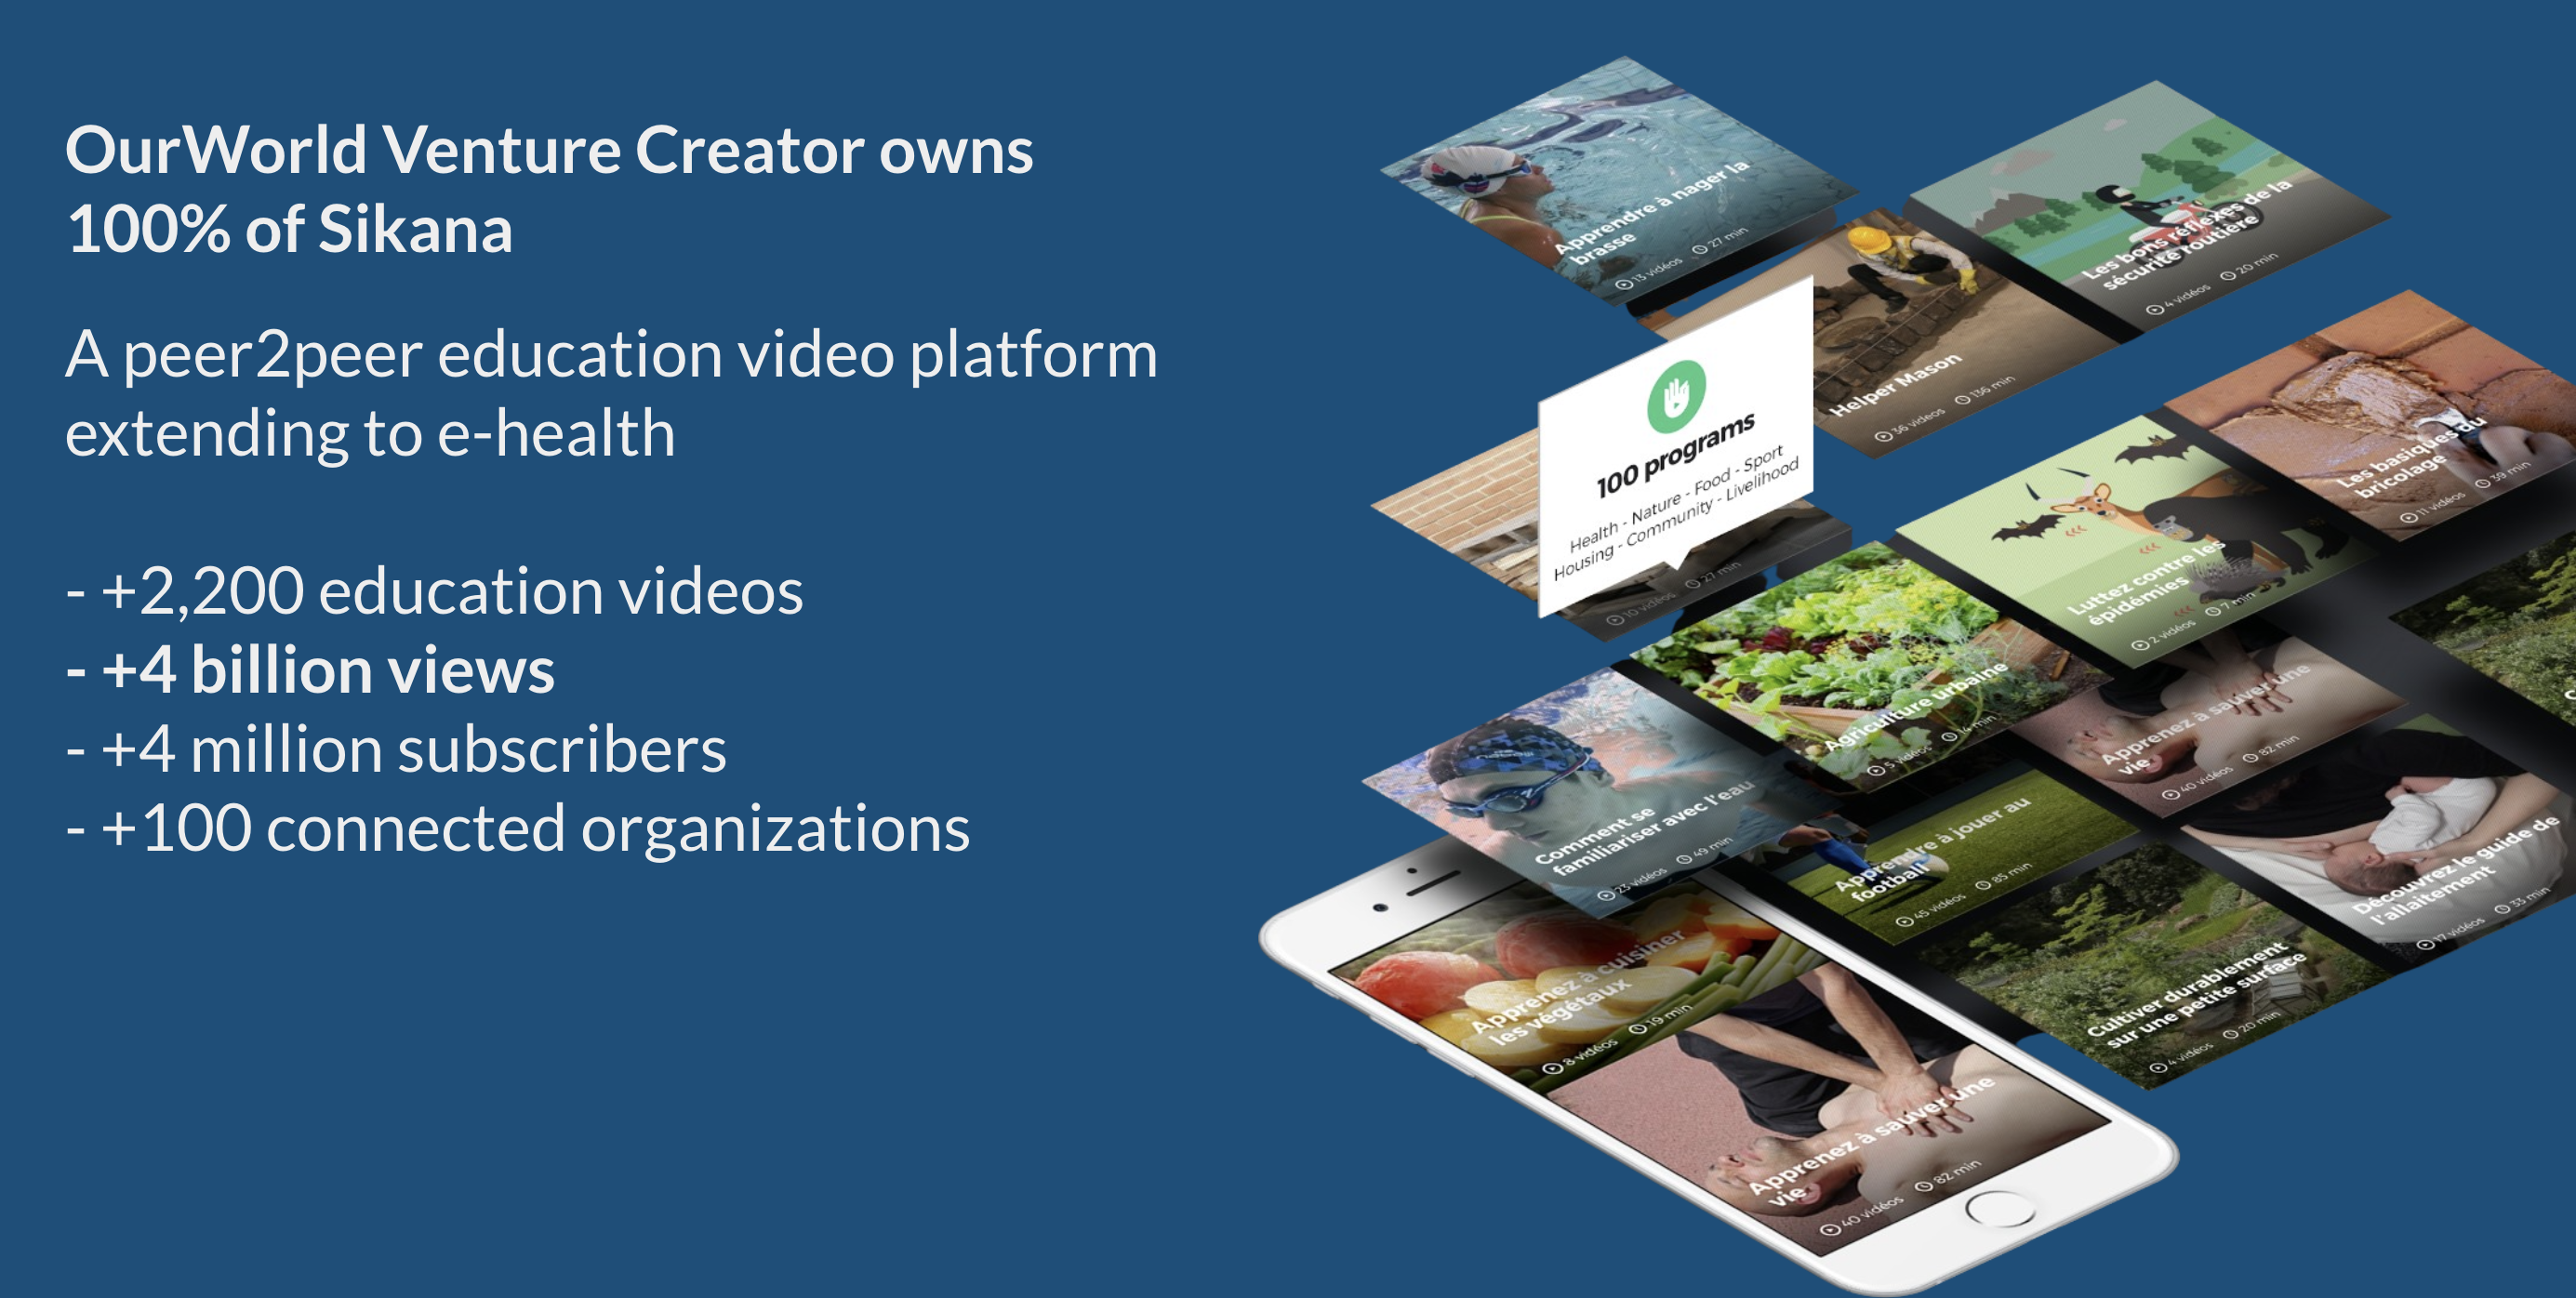 OurWorld Venture Creator owns
100% of Sikana
A peer2peer education video platform
extending to e-health
- +2,200 education videos
- +4 billion views
- +4 million subscribers
- +100 connected organizations
Apprendre à nager la
brasse
13 vidéos 27 min
Les bons réflexes de la
sécurité routière
4 vidéos 20 min
Helper Mason
36 vidéos 136 min
100 programs
Health - Nature - Food - Sport
Housing - Community - Livelihood
10 vidéos 27 min
Les basiques du
bricolage
11 vidéos 39 min
Luttez contre les
épidémies
2 vidéos 7 min
Agriculture urbaine
5 vidéos 14 min
Apprenez à sauver une
vie
40 vidéos 82 min
Comment se
familiariser avec l'eau
23 vidéos 49 min
Apprendre à jouer au
football
45 vidéos 85 min
Découvrez le guide de
l'allaitement
17 vidéos 33 min
Cultiver durablement
sur une petite surface
4 vidéos 20 min
Apprenez à cuisiner
les végétaux
8 vidéos 19 min
Apprenez à sauver une
vie
40 vidéos 82 min